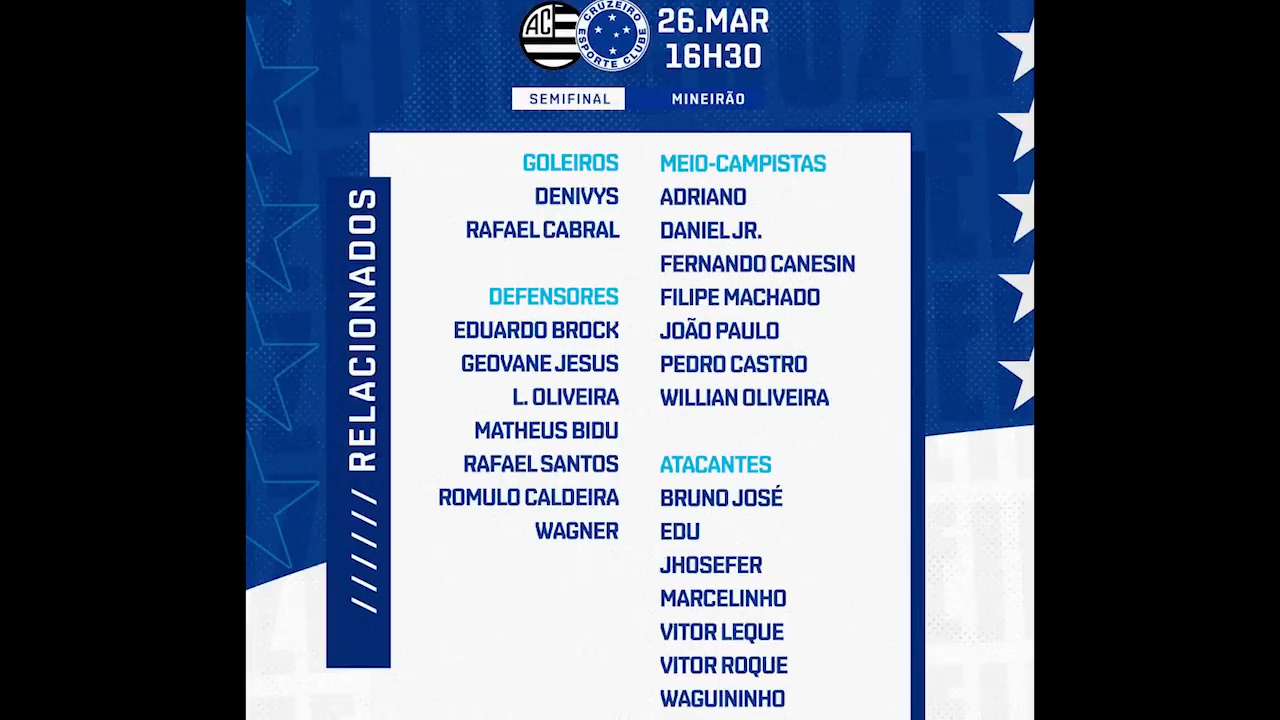 AC
CRUZEIRO
ESPORTE CLUBE
26.MAR
16H30
SEMIFINAL
MINEIRÃO
RELACIONADOS
GOLEIROS
DENIVYS
RAFAEL CABRAL
DEFENSORES
EDUARDO BROCK
GEOVANE JESUS
L. OLIVEIRA
MATHEUS BIDU
RAFAEL SANTOS
ROMULO CALDEIRA
WAGNER
MEIO-CAMPISTAS
ADRIANO
DANIEL JR.
FERNANDO CANESIN
FILIPE MACHADO
JOÃO PAULO
PEDRO CASTRO
WILLIAN OLIVEIRA
ATACANTES
BRUNO JOSÉ
EDU
JHOSEFER
MARCELINHO
VITOR LEQUE
VITOR ROQUE
WAGUININHO